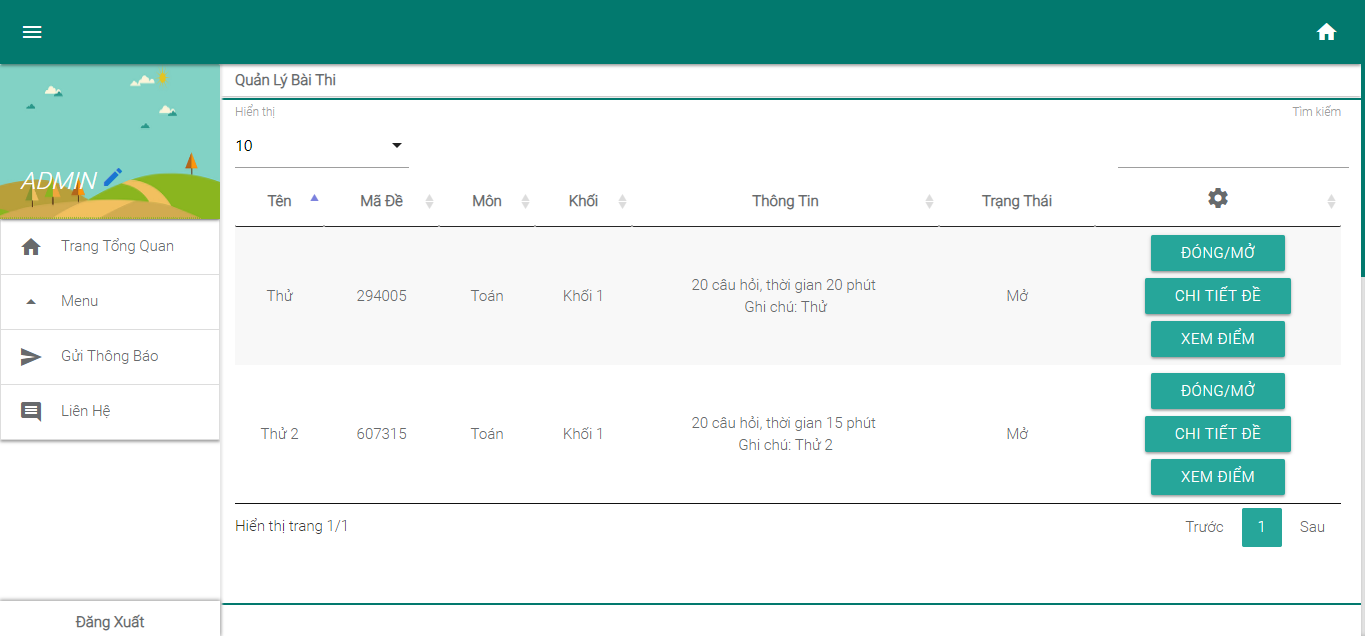 Quản Lý Bài Thi
ADMIN
Hiển thị
Tìm kiếm
10
Tên
Mã Đề
Môn
Khối
Thông Tin
Trạng Thái
Trang Tổng Quan
Menu
Gửi Thông Báo
Liên Hệ
Thử
294005
Toán
Khối 1
20 câu hỏi, thời gian 20 phút
Ghi chú: Thử
Mở
ĐÓNG/MỞ
CHI TIẾT ĐỀ
XEM ĐIỂM
Thử 2
607315
Toán
Khối 1
20 câu hỏi, thời gian 15 phút
Ghi chú: Thử 2
Mở
ĐÓNG/MỞ
CHI TIẾT ĐỀ
XEM ĐIỂM
Hiển thị trang 1/1
Trước
1
Sau
Đăng Xuất